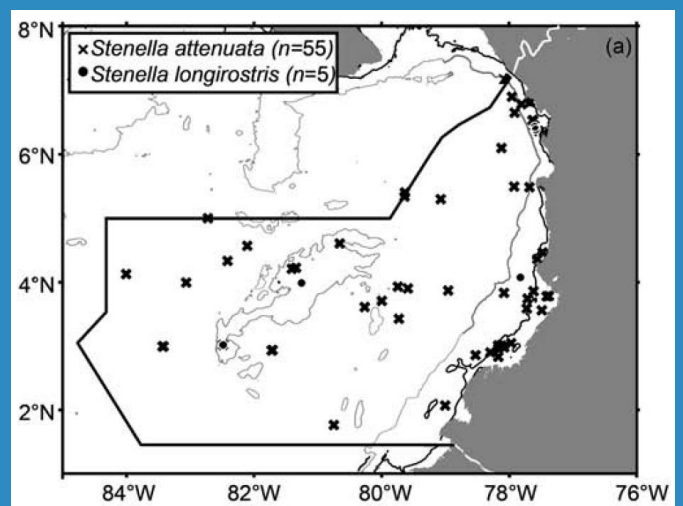 8°N
Stenella attenuata (n=55)
(a)
Stenella longirostris (n=5)
6°N
4°N
2°N
84°W 82°W 80°W 78°W 76°W